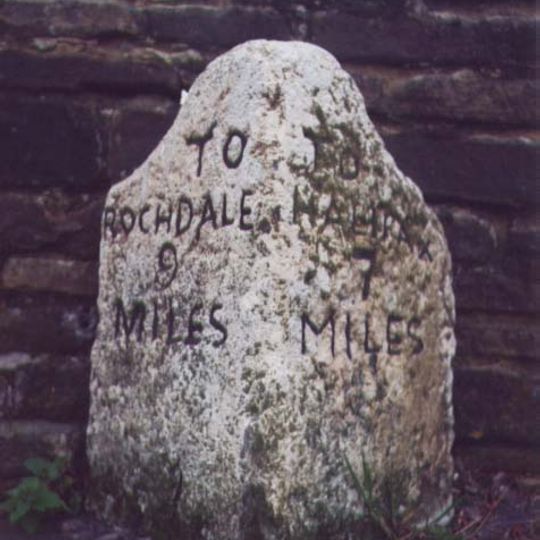 TO
ROCHDALE
9
MILES
TO
HALIFAX
7
MILES